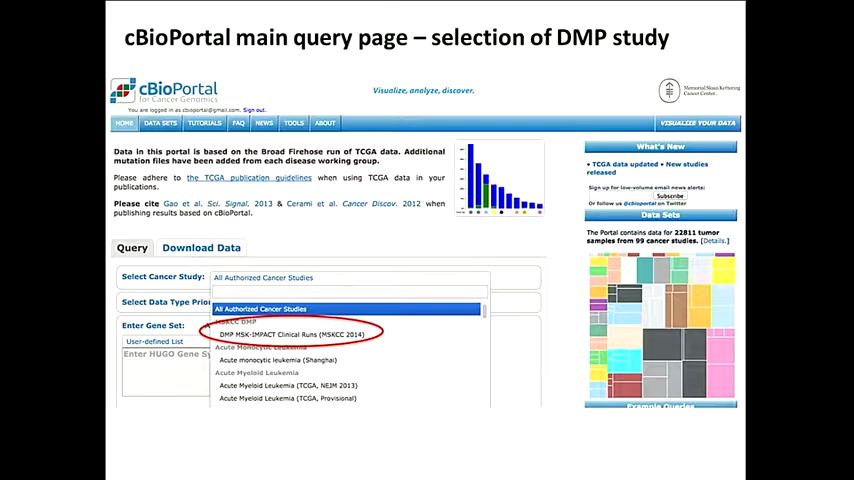 cBioPortal main query page – selection of DMP study
cBioPortal
for Cancer Genomics
Visualize, analyze, discover.
Memorial Sloan Kettering
Cancer Center
You are logged in as cbioportal@gmail.com. Sign out.
HOME DATA SETS TUTORIALS FAQ NEWS TOOLS ABOUT VISUALIZE YOUR DATA
Data in this portal is based on the Broad Firehose run of TCGA data. Additional
mutation files have been added from each disease working group.
Please adhere to the TCGA publication guidelines when using TCGA data in your
publications.
Please cite Gao et al. Sci. Signal. 2013 & Cerami et al. Cancer Discov. 2012 when
publishing results based on cBioPortal.
What's New
• TCGA data updated • New studies
released
Sign up for low-volume email news alerts:
Subscribe
Or follow us @cbioportal on Twitter
Data Sets
The Portal contains data for 22811 tumor
samples from 99 cancer studies. [Details.]
Example Queries
Query Download Data
Select Cancer Study: All Authorized Cancer Studies
All Authorized Cancer Studies
Select Data Type Prior
MSKCC DMP
DMP MSK-IMPACT Clinical Runs (MSKCC 2014)
Enter Gene Set: A
User-defined List
Enter HUGO Gene Sy
Acute Monocytic Leukemia
Acute monocytic leukemia (Shanghai)
Acute Myeloid Leukemia
Acute Myeloid Leukemia (TCGA, NEJM 2013)
Acute Myeloid Leukemia (TCGA, Provisional)